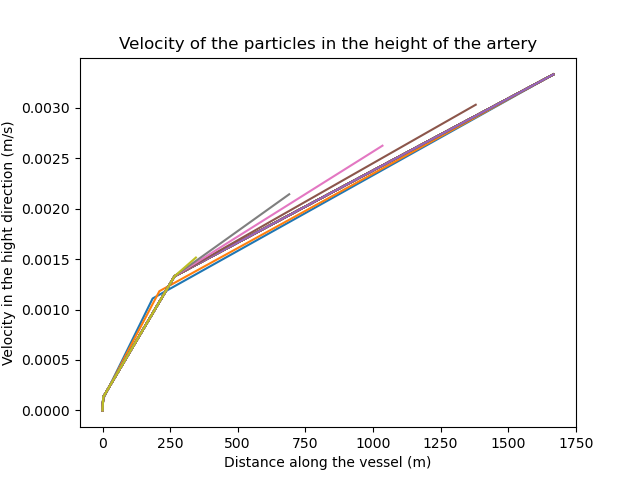 Velocity of the particles in the height of the artery
Velocity in the hight direction (m/s)
0.0030
0.0025
0.0020
0.0015
0.0010
0.0005
0.0000
0 250 500 750 1000 1250 1500 1750
Distance along the vessel (m)